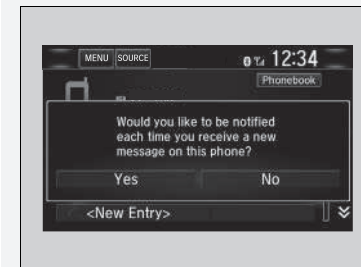 MENU SOURCE 12:34
Phonebook
Would you like to be notified
each time you receive a new
message on this phone?
Yes No
<New Entry>